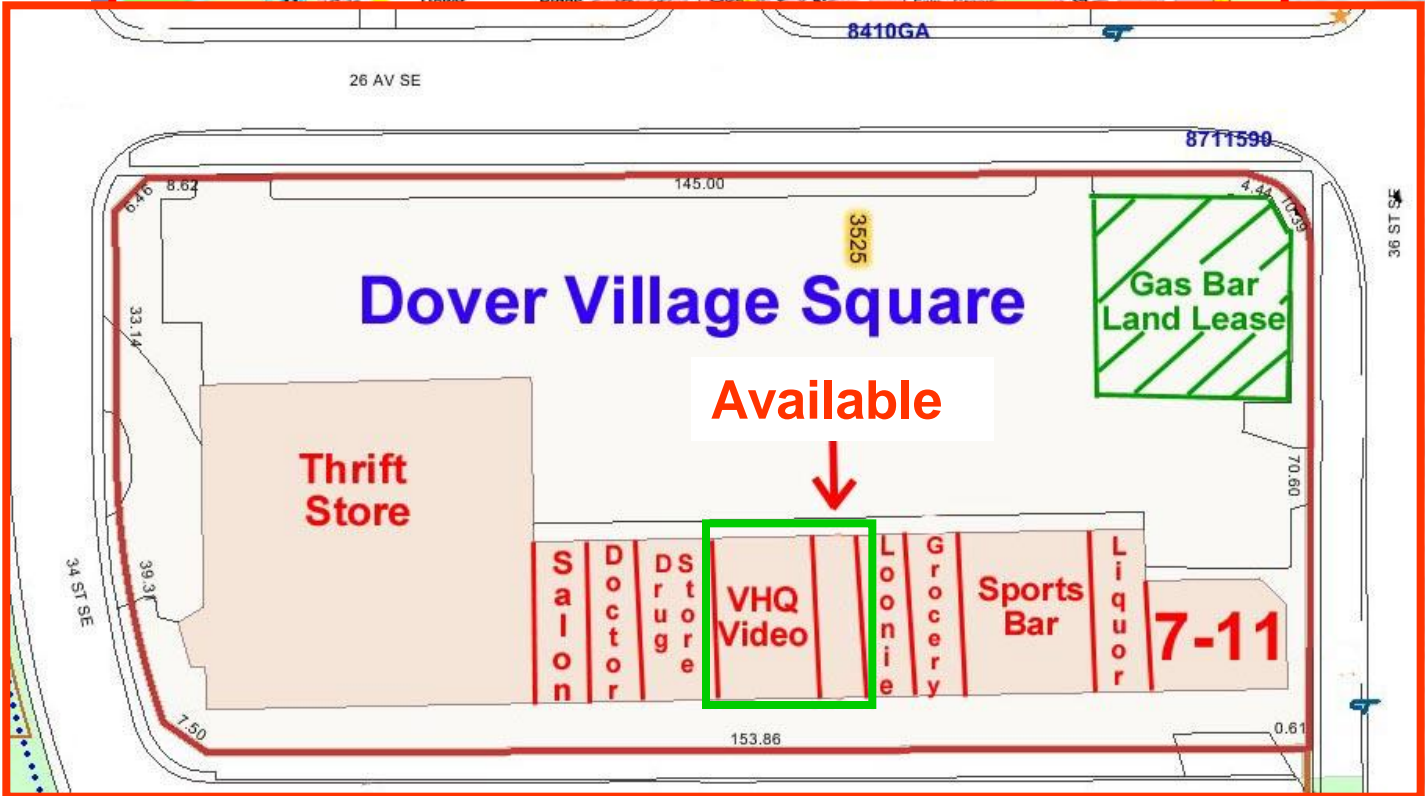 8410GA
26 AV SE
8711590
6.46
8.62
145.00
4.44
10.39
36 ST SE
3525
Dover Village Square
Gas Bar
Land Lease
33.14
Available
Thrift
Store
70.60
Salon
Doctor
Drug
Store
VHQ
Video
Loonie
Grocery
Sports
Bar
Liquor
7-11
34 ST SE
39.31
7.50
153.86
0.61